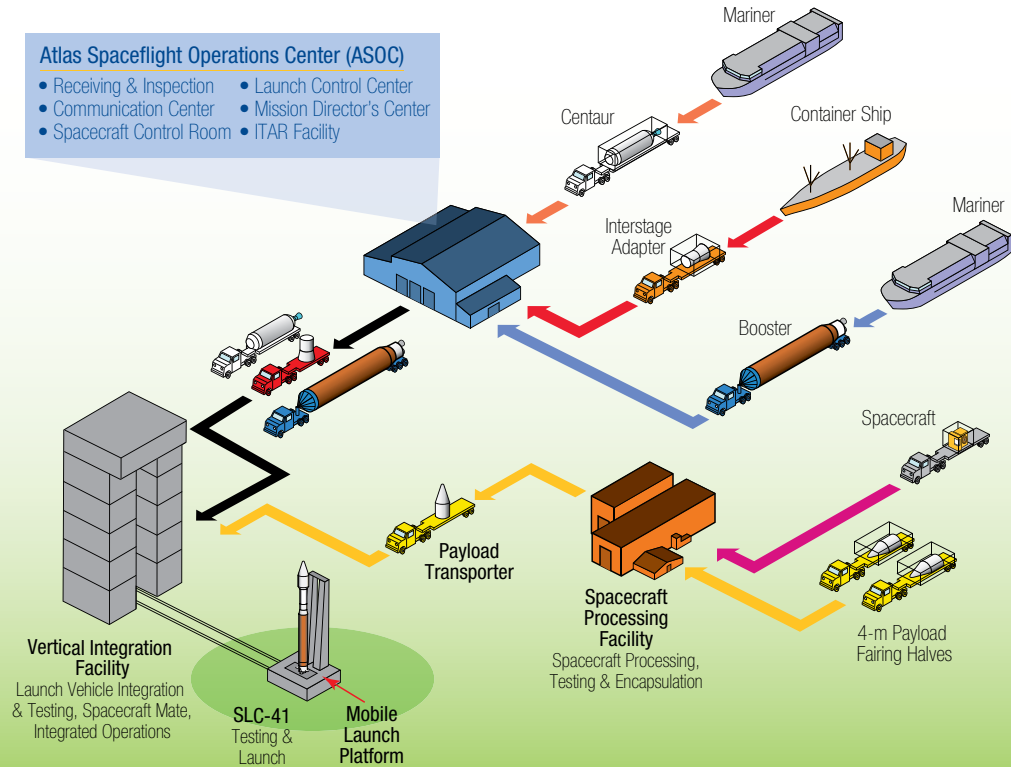 Atlas Spaceflight Operations Center (ASOC)
• Receiving & Inspection
• Communication Center
• Spacecraft Control Room
• Launch Control Center
• Mission Director's Center
• ITAR Facility
Mariner
Centaur
Container Ship
Interstage
Adapter
Mariner
Booster
Spacecraft
Payload
Transporter
Spacecraft
Processing
Facility
Spacecraft Processing,
Testing & Encapsulation
4-m Payload
Fairing Halves
Vertical Integration
Facility
Launch Vehicle Integration
& Testing, Spacecraft Mate,
Integrated Operations
SLC-41
Testing &
Launch
Mobile
Launch
Platform